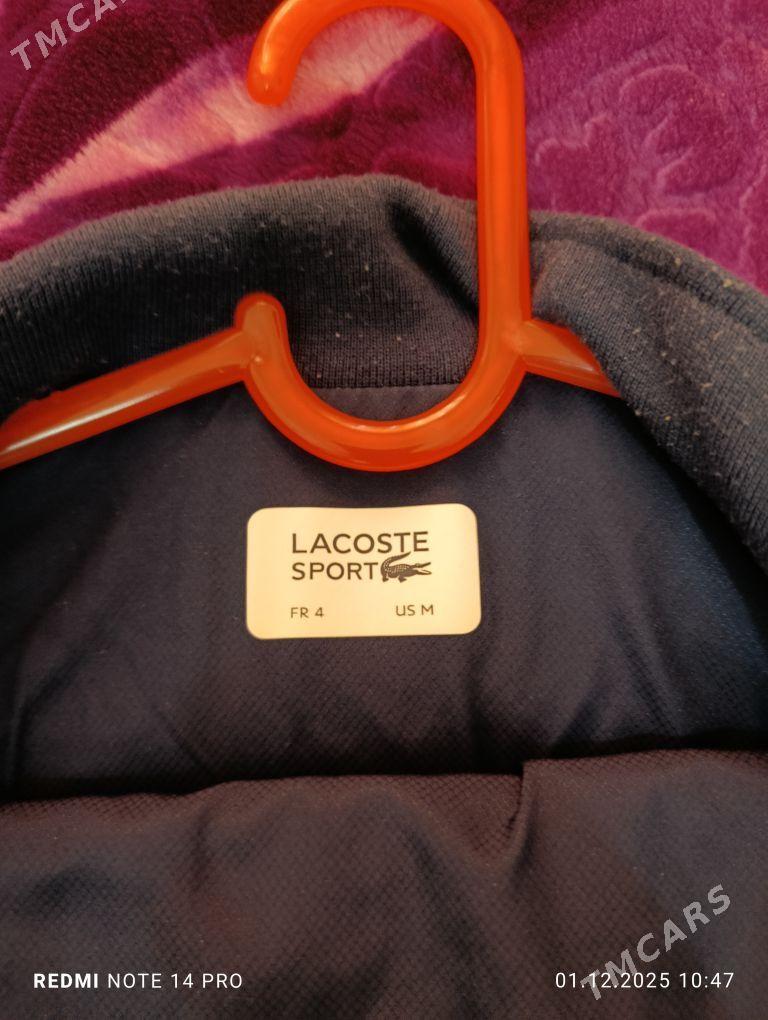 TMCARS
LACOSTE
SPORT
FR 4 US M
TMCARS
REDMI NOTE 14 PRO
01.12.2025 10:47